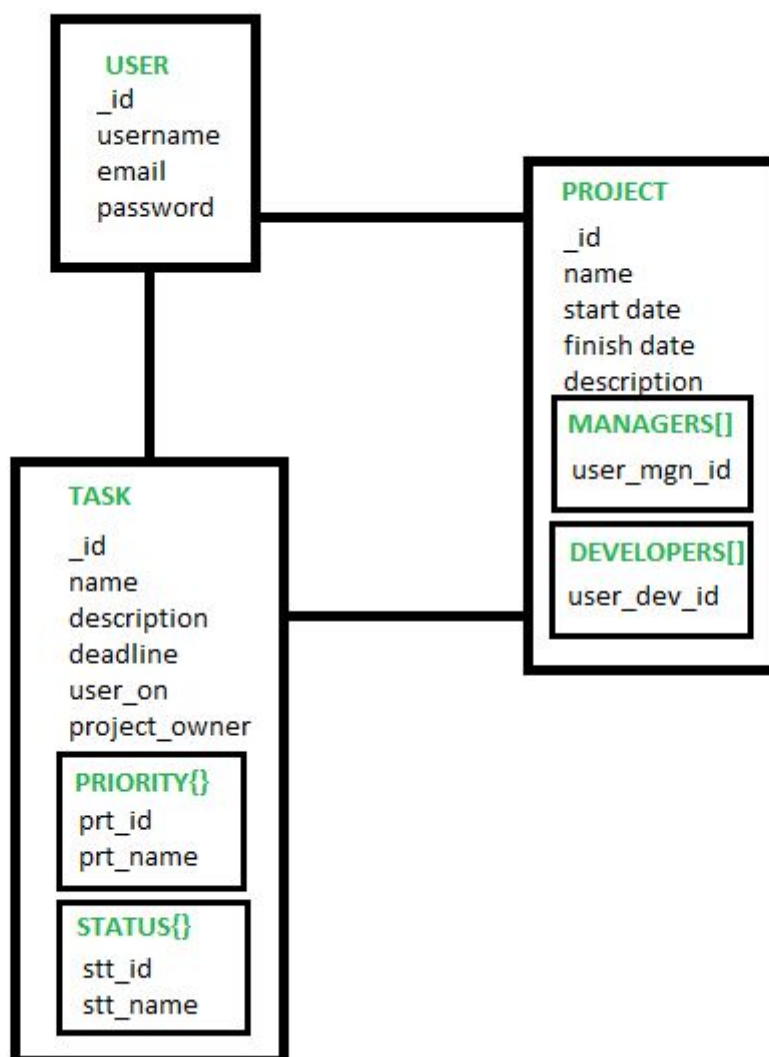 USER
_id
username
email
password
PROJECT
_id
name
start date
finish date
description
MANAGERS[]
user_mgn_id
DEVELOPERS[]
user_dev_id
TASK
_id
name
description
deadline
user_on
project_owner
PRIORITY{}
prt_id
prt_name
STATUS{}
stt_id
stt_name